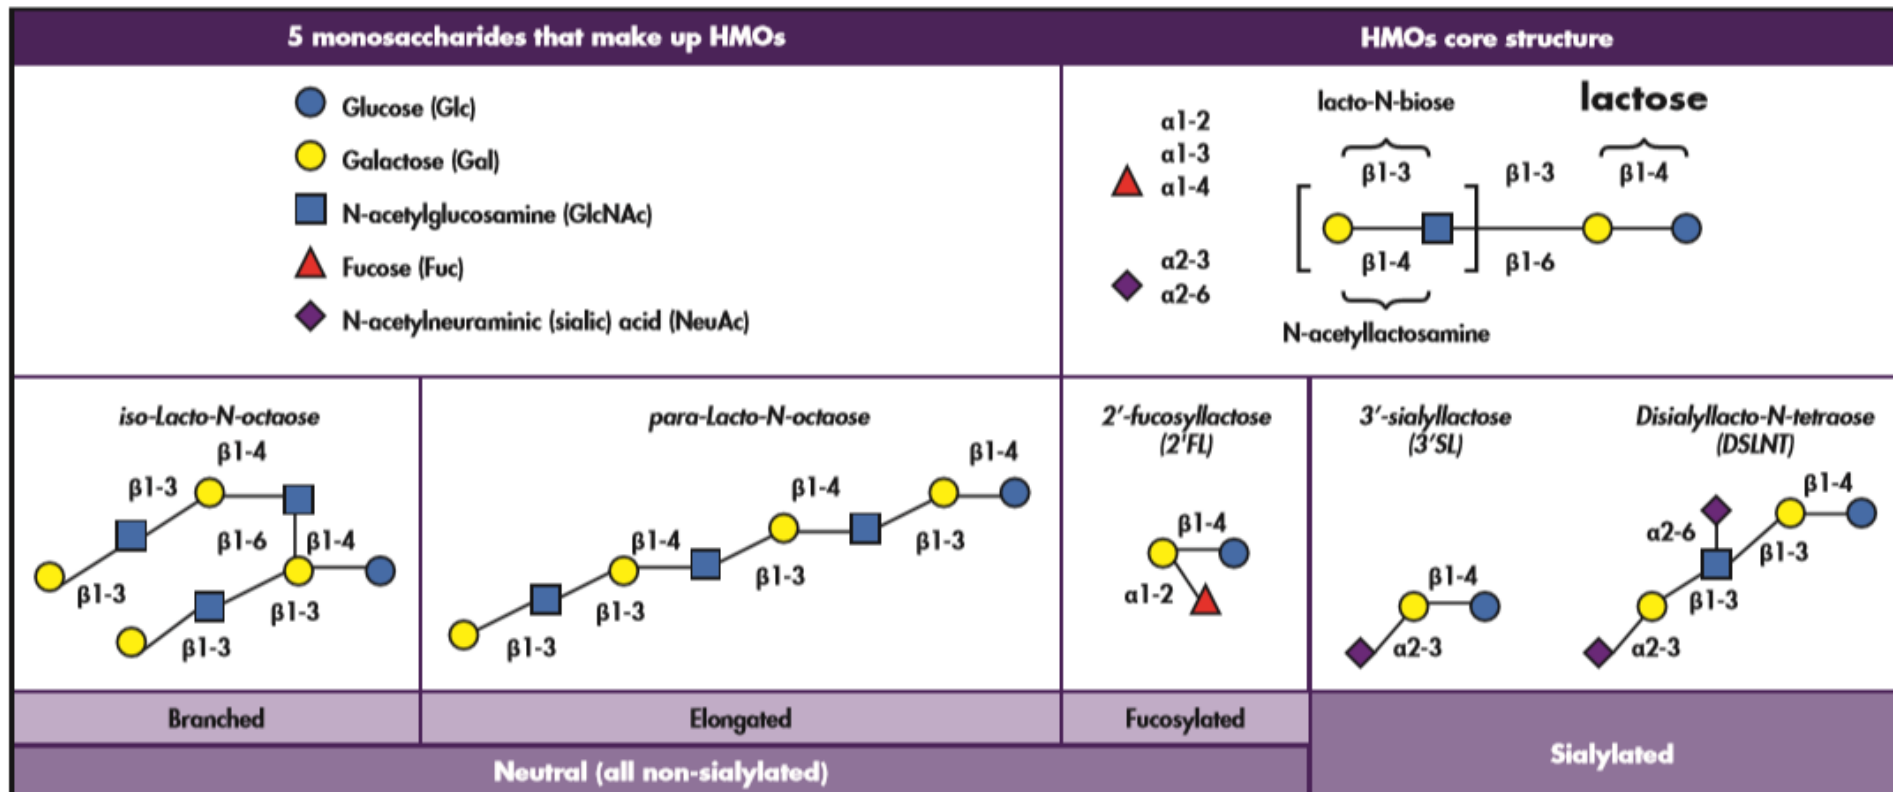 5 monosaccharides that make up HMOs
HMOs core structure
Glucose (Glc)
Galactose (Gal)
N-acetylglucosamine (GlcNAc)
Fucose (Fuc)
N-acetylneuraminic (sialic) acid (NeuAc)
α1-2
α1-3
α1-4
α2-3
α2-6
lacto-N-biose
lactose
β1-3
β1-3
β1-4
β1-4
β1-6
N-acetyllactosamine
iso-Lacto-N-octaose
β1-4
β1-3
β1-6
β1-4
β1-3
β1-3
β1-3
para-Lacto-N-octaose
β1-4
β1-4
β1-3
β1-4
β1-3
β1-3
β1-3
2’-fucosyllactose
(2'FL)
β1-4
α1-2
3’-sialyllactose
(3’SL)
β1-4
α2-3
Disialyllacto-N-tetraose
(DSLNT)
β1-4
α2-6
β1-3
β1-3
α2-3
Branched
Elongated
Fucosylated
Neutral (all non-sialylated)
Sialylated